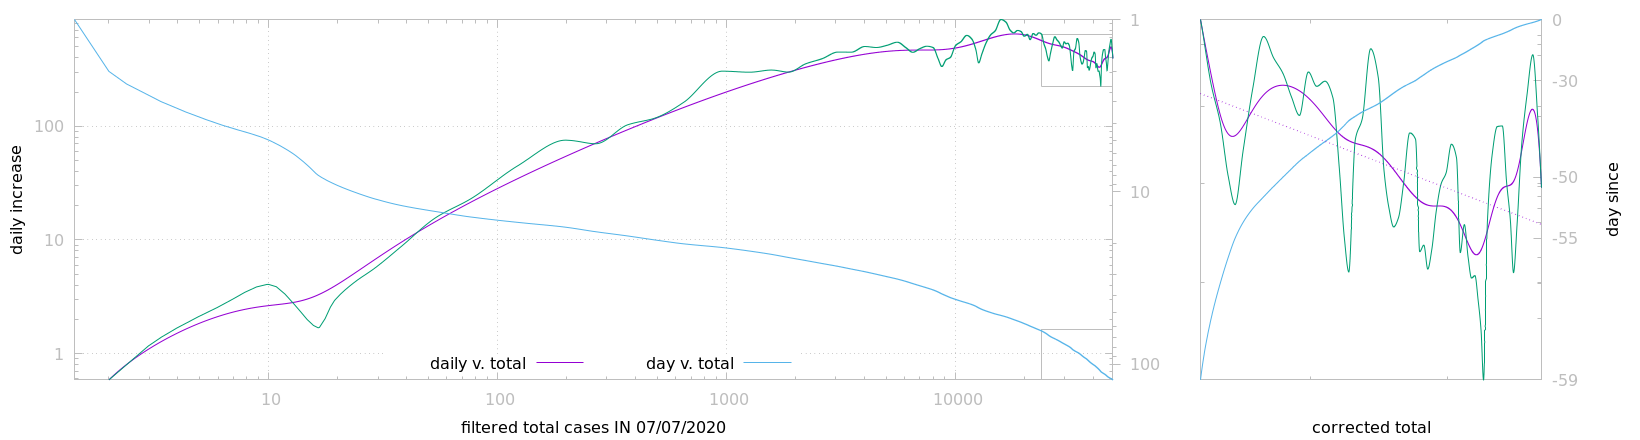 daily increase
100
10
1
10
100
1000
10000
filtered total cases IN 07/07/2020
daily v. total
day v. total
1
10
100
0
-30
-50
-55
-59
day since
corrected total